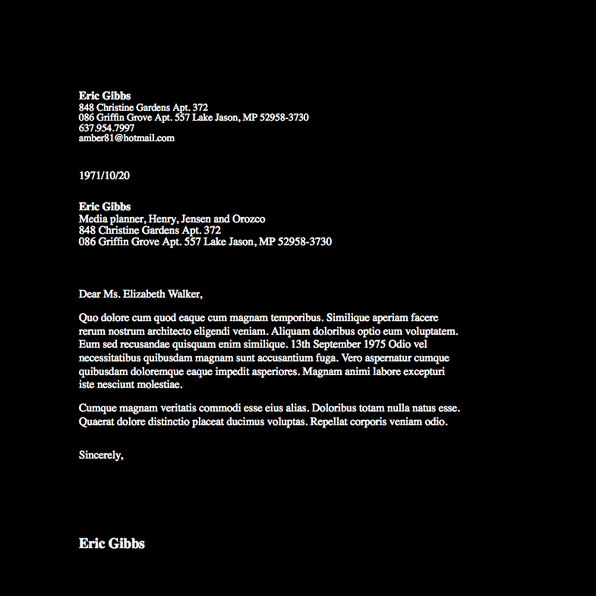 Eric Gibbs
848 Christine Gardens Apt. 372
086 Griffin Grove Apt. 557 Lake Jason, MP 52958-3730
637.954.7997
amber81@hotmail.com
1971/10/20
Eric Gibbs
Media planner, Henry, Jensen and Orozco
848 Christine Gardens Apt. 372
086 Griffin Grove Apt. 557 Lake Jason, MP 52958-3730
Dear Ms. Elizabeth Walker,
Quo dolore cum quod eaque cum magnam temporibus. Similique aperiam facere
rerum nostrum architecto eligendi veniam. Aliquam doloribus optio eum voluptatem.
Eum sed recusandae quisquam enim similique. 13th September 1975 Odio vel
necessitatibus quibusdam magnam sunt accusantium fuga. Vero aspernatur cumque
quibusdam doloremque eaque impedit asperiores. Magnam animi labore excepturi
iste nesciunt molestiae.
Cumque magnam veritatis commodi esse eius alias. Doloribus totam nulla natus esse.
Quaerat dolore distinctio placeat ducimus voluptas. Repellat corporis veniam odio.
Sincerely,
Eric Gibbs